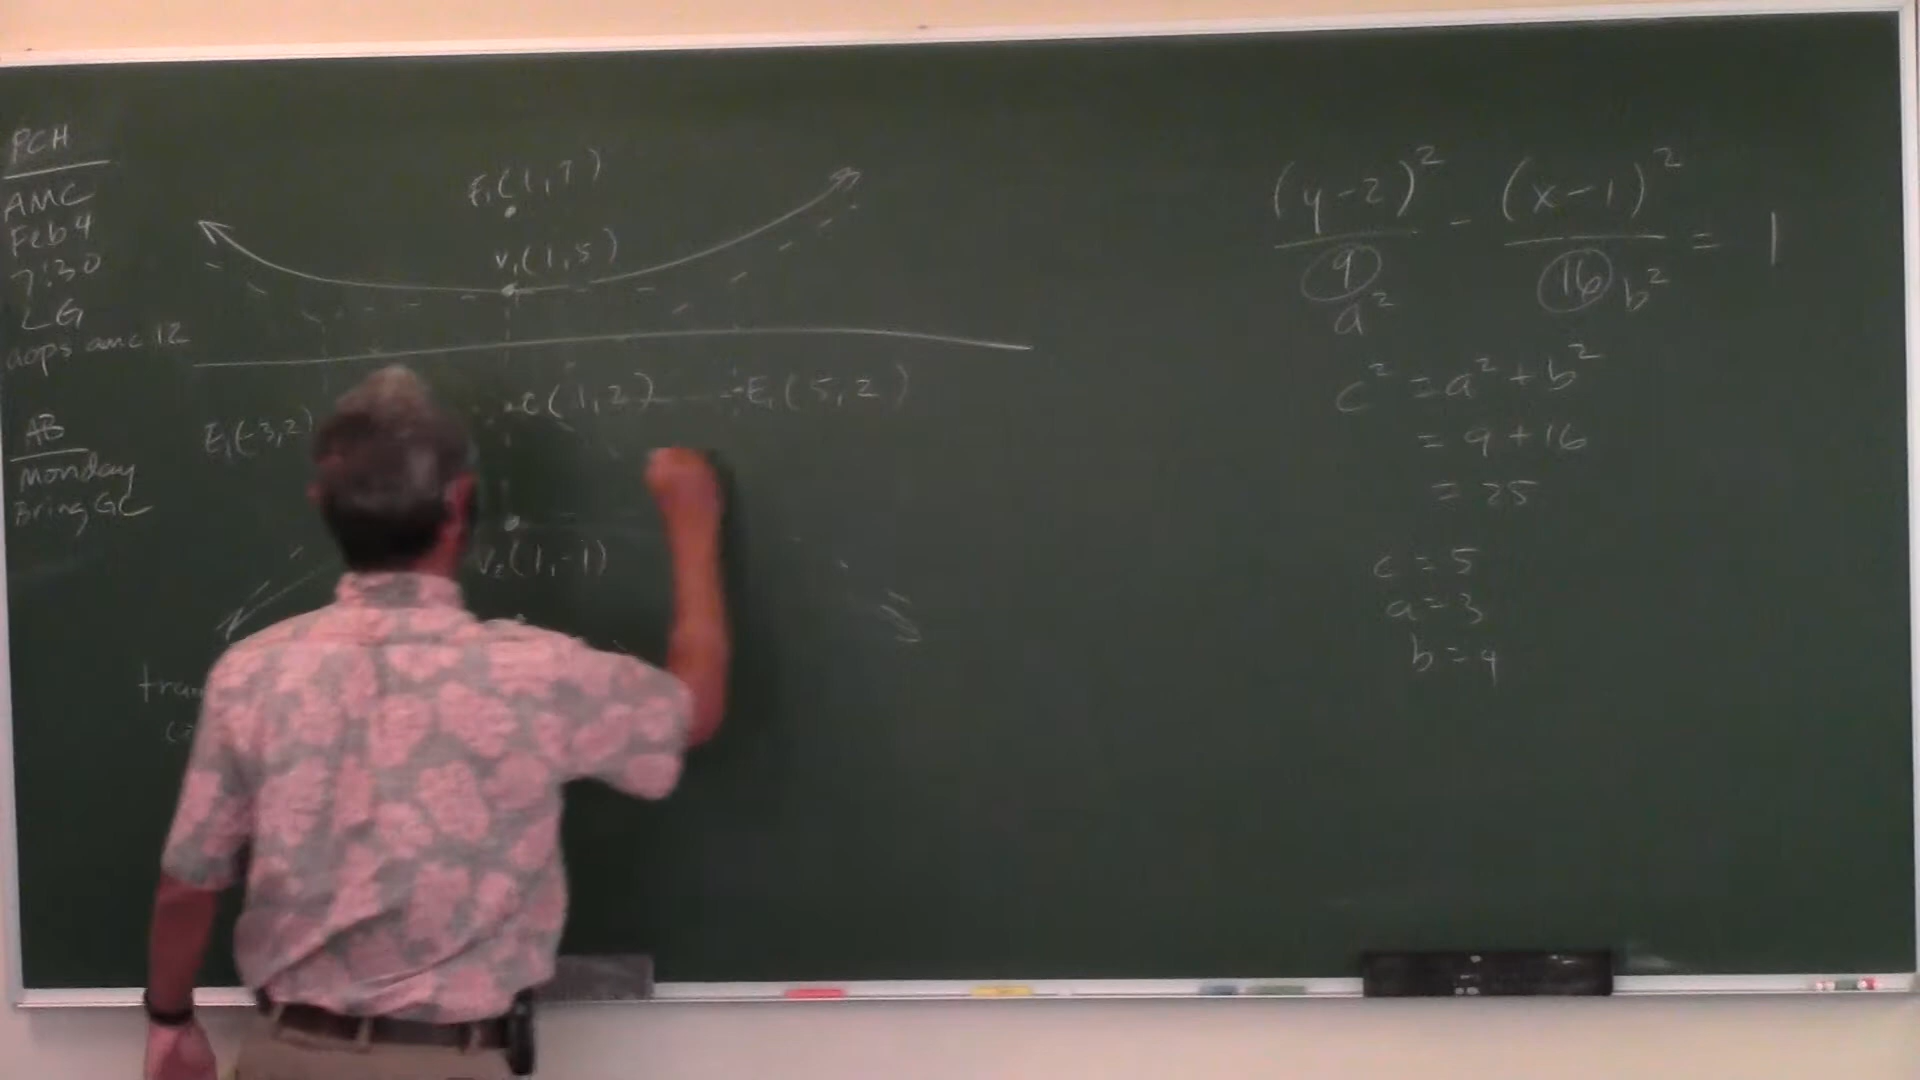 PCH
AMC
Feb 4
7:30
LG
aops amc 12
AB
Monday
Bring GC
F₁(1,7)
V₁(1,5)
C(1,2)
E₁(5,2)
E₁(-3,2)
V₂(1,-1)
(y-2)² / 9 - (x-1)² / 16 = 1
a² b²
c² = a² + b²
= 9 + 16
= 25
c = 5
a = 3
b = 4